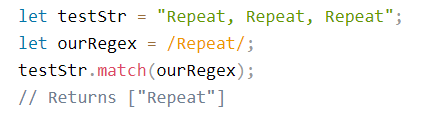 let testStr = "Repeat, Repeat, Repeat";
let ourRegex = /Repeat/;
testStr.match(ourRegex);
// Returns ["Repeat"]